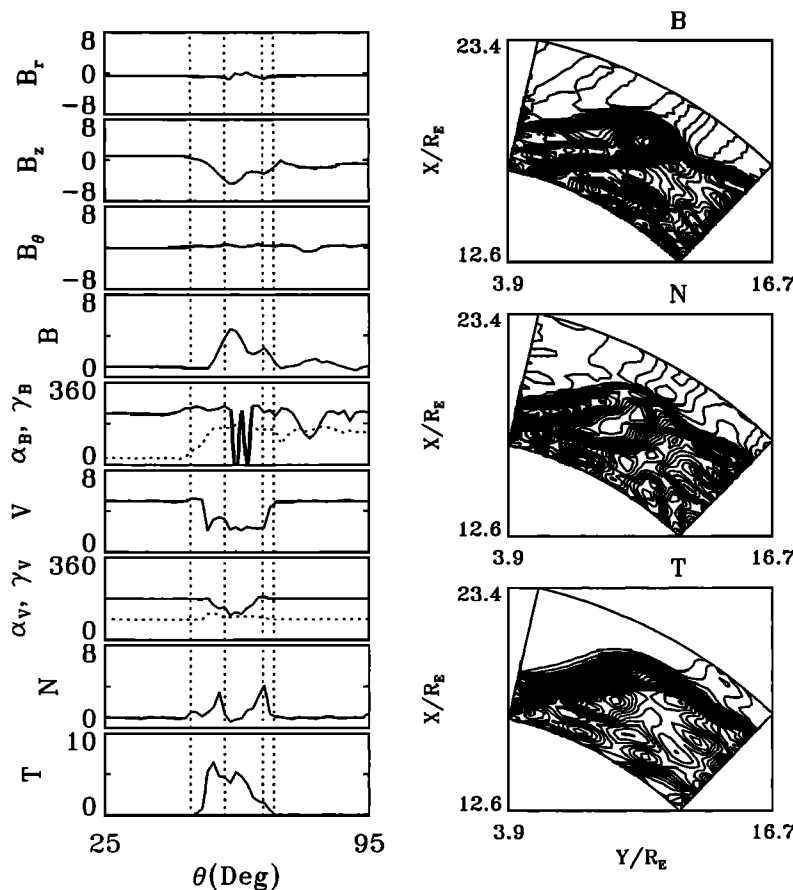 8
B_r 0
-8
8
B_z 0
-8
8
B_θ
-8
8
B
0
360
α_B, γ_B
8
V
0
360
α_V, γ_V
0
8
N
0
10
T
0
25 95
θ(Deg)
B
23.4
X/R_E
12.6
3.9 16.7
N
23.4
X/R_E
12.6
3.9 16.7
T
23.4
X/R_E
12.6
3.9 16.7
Y/R_E